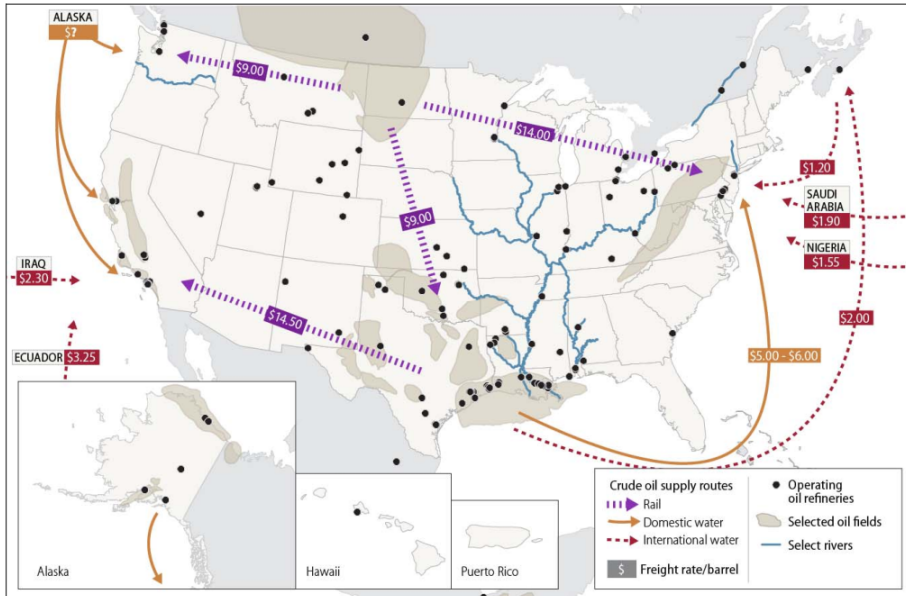 ALASKA
$?
$9.00
$14.00
$9.00
$14.50
$1.20
SAUDI
ARABIA
$1.90
NIGERIA
$1.55
$2.00
$5.00 - $6.00
IRAQ
$2.30
ECUADOR $3.25
Alaska
Hawaii
Puerto Rico
Crude oil supply routes
Rail
Domestic water
International water
$ Freight rate/barrel
Operating
oil refineries
Selected oil fields
Select rivers